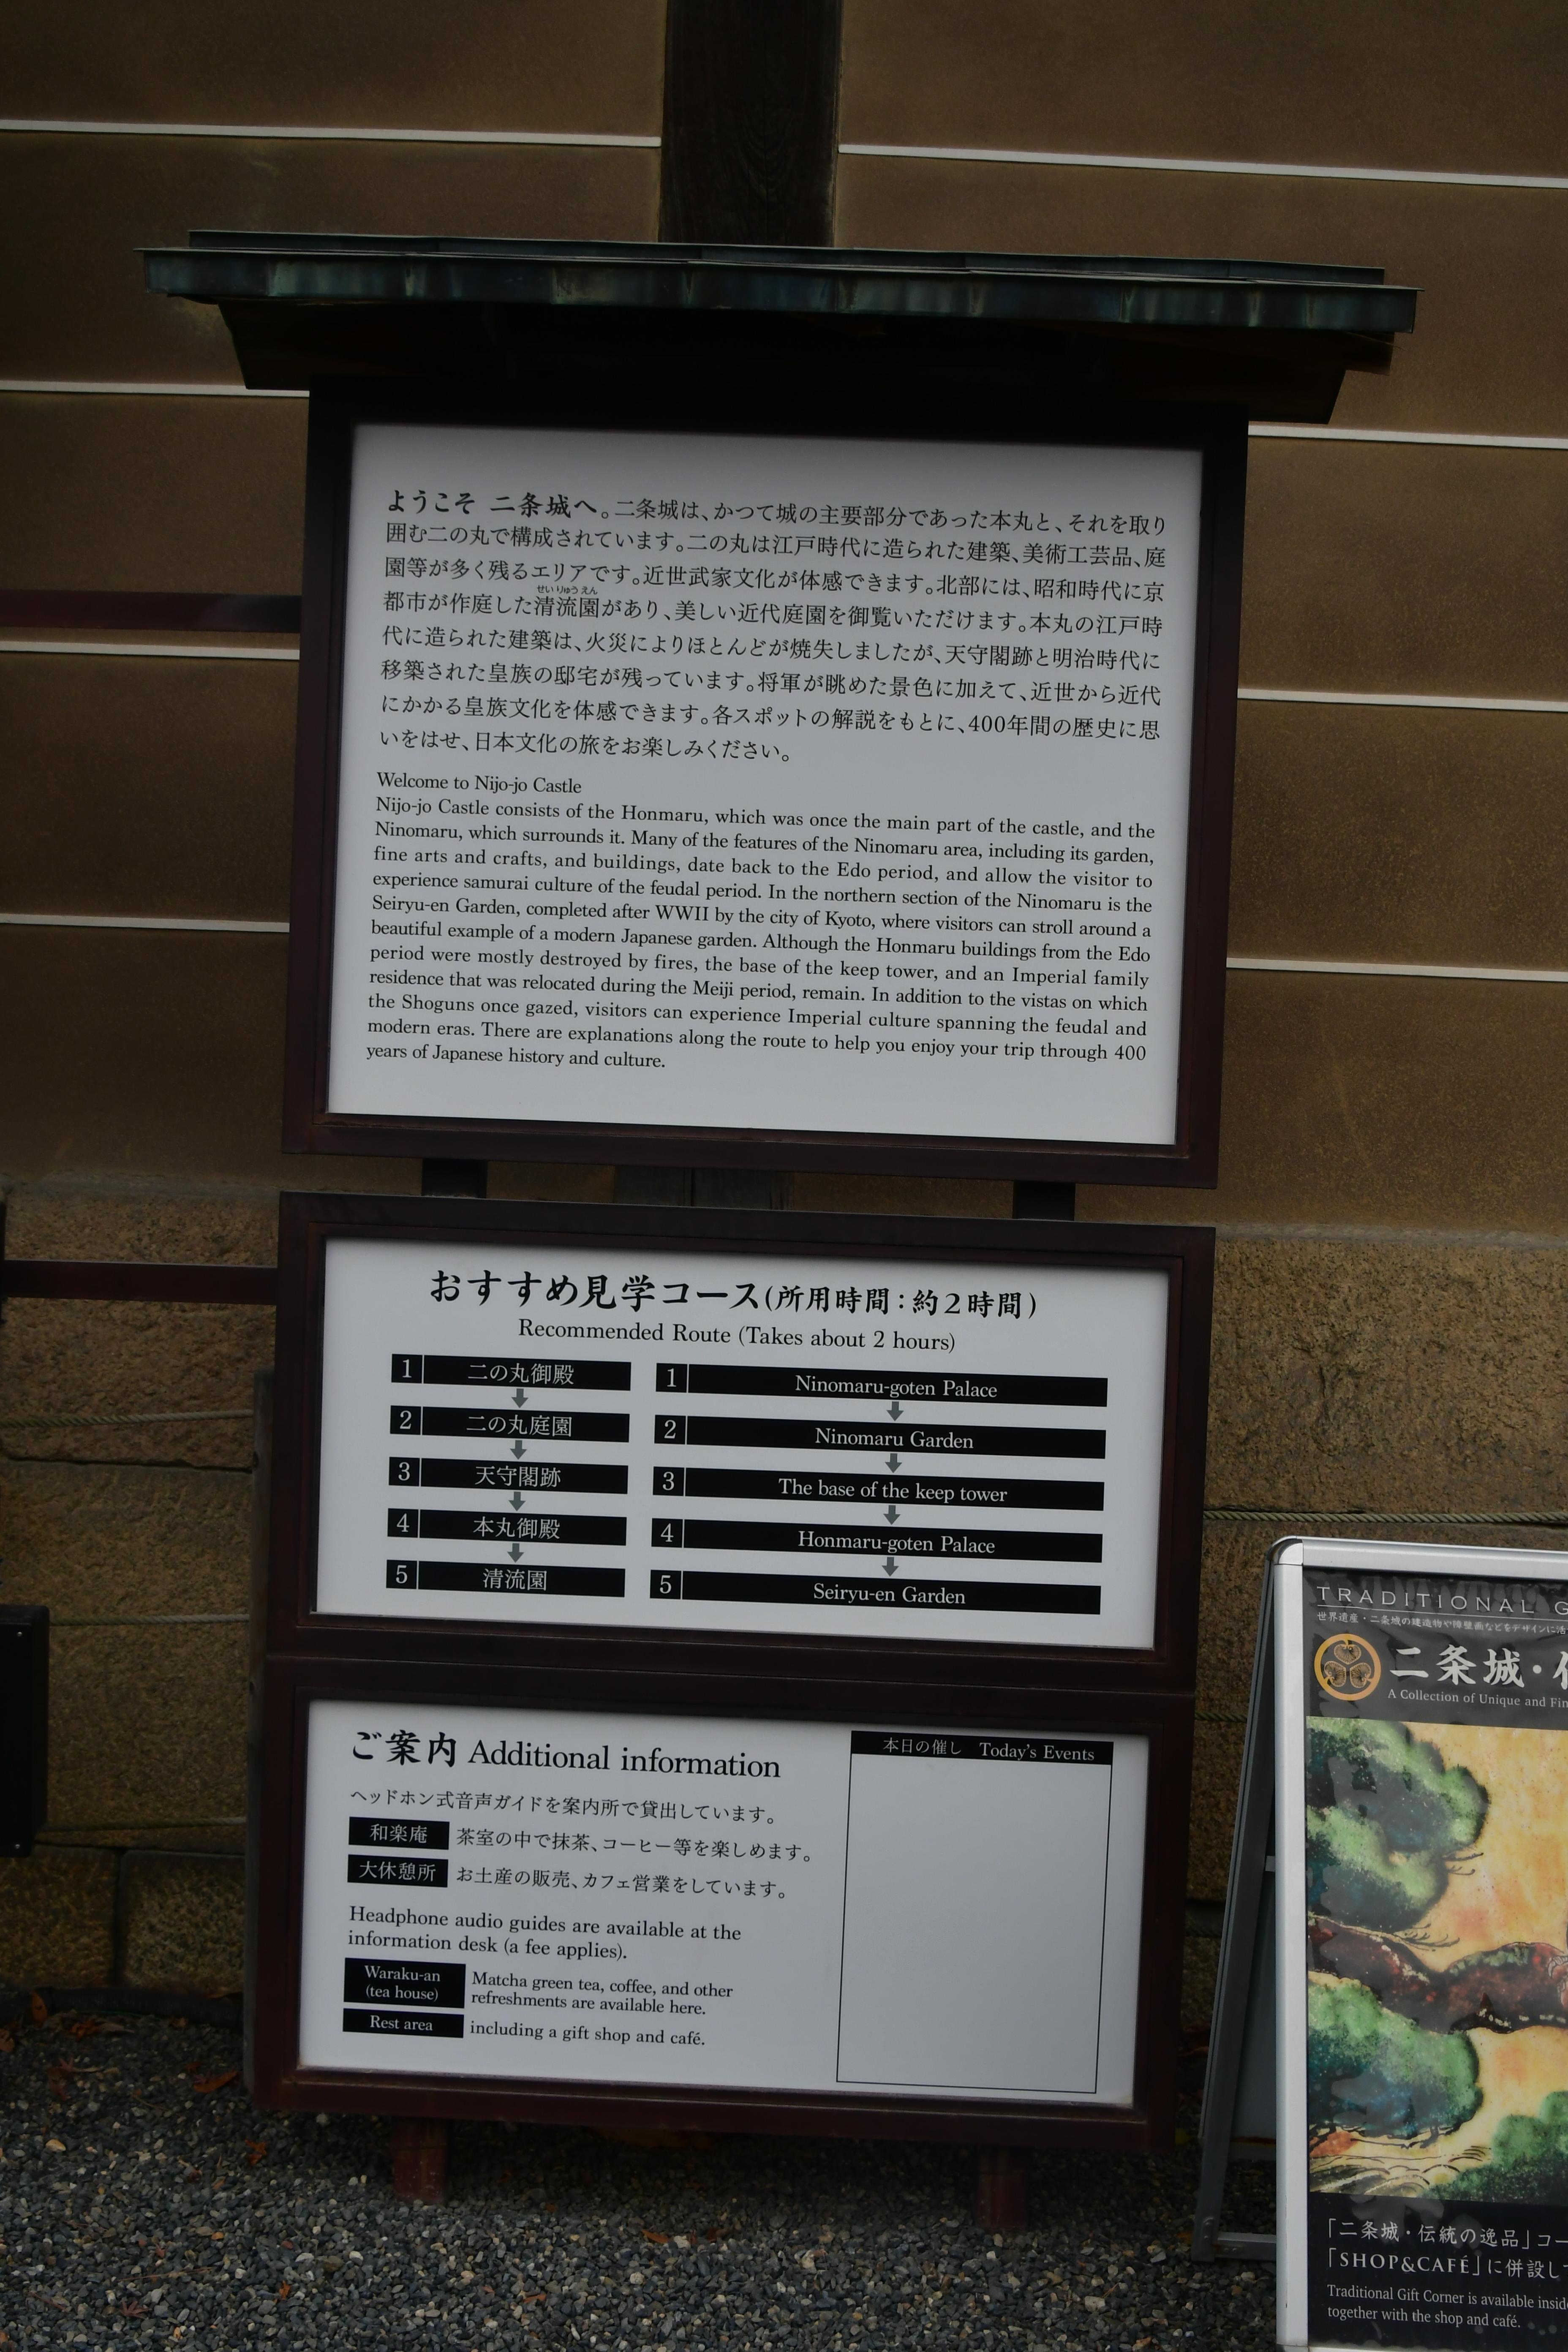 ようこそ 二条城へ。二条城は、かつて城の主要部分であった本丸と、それを取り
囲む二の丸で構成されています。二の丸は江戸時代に造られた建築、美術工芸品、庭
園等が多く残るエリアです。近世武家文化が体感できます。北部には、昭和時代に京
せいりゅうえん
都市が作庭した清流園があり、美しい近代庭園を御覧いただけます。本丸の江戸時
代に造られた建築は、火災によりほとんどが焼失しましたが、天守閣跡と明治時代に
移築された皇族の邸宅が残っています。将軍が眺めた景色に加えて、近世から近代
にかかる皇族文化を体感できます。各スポットの解説をもとに、400年間の歴史に思
いをはせ、日本文化の旅をお楽しみください。
Welcome to Nijo-jo Castle
Nijo-jo Castle consists of the Honmaru, which was once the main part of the castle, and the
Ninomaru, which surrounds it. Many of the features of the Ninomaru area, including its garden,
fine arts and crafts, and buildings, date back to the Edo period, and allow the visitor to
experience samurai culture of the feudal period. In the northern section of the Ninomaru is the
Seiryu-en Garden, completed after WWII by the city of Kyoto, where visitors can stroll around a
beautiful example of a modern Japanese garden. Although the Honmaru buildings from the Edo
period were mostly destroyed by fires, the base of the keep tower, and an Imperial family
residence that was relocated during the Meiji period, remain. In addition to the vistas on which
the Shoguns once gazed, visitors can experience Imperial culture spanning the feudal and
modern eras. There are explanations along the route to help you enjoy your trip through 400
years of Japanese history and culture.
おすすめ見学コース(所用時間：約2時間)
Recommended Route (Takes about 2 hours)
1 二の丸御殿
2 二の丸庭園
3 天守閣跡
4 本丸御殿
5 清流園
1 Ninomaru-goten Palace
2 Ninomaru Garden
3 The base of the keep tower
4 Honmaru-goten Palace
5 Seiryu-en Garden
ご案内 Additional information
ヘッドホン式音声ガイドを案内所で貸出しています。
和楽庵 茶室の中で抹茶、コーヒー等を楽しめます。
大休憩所 お土産の販売、カフェ営業をしています。
Headphone audio guides are available at the
information desk (a fee applies).
Waraku-an
(tea house)
Matcha green tea, coffee, and other
refreshments are available here.
Rest area including a gift shop and café.
本日の催し Today's Events
TRADITIONAL G
世界遺産・二条城の建造物や障壁画などをデザインに活
二条城・伝
A Collection of Unique and Fin
「二条城・伝統の逸品」コー
「SHOP&CAFÉ」に併設し
Traditional Gift Corner is available insid
together with the shop and café.